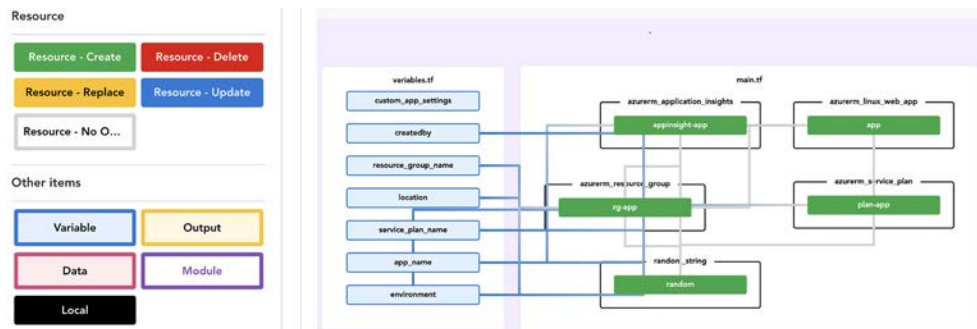 Resource
Resource - Create
Resource - Delete
Resource - Replace
Resource - Update
Resource - No O...
Other items
Variable
Output
Data
Module
Local
variables.tf
custom_app_settings
createdby
resource_group_name
location
service_plan_name
app_name
environment
main.tf
azurerm_application_insights
appinsight-app
azurerm_linux_web_app
app
azurerm_resource_group
rg-app
azurerm_service_plan
plan-app
random_string
random